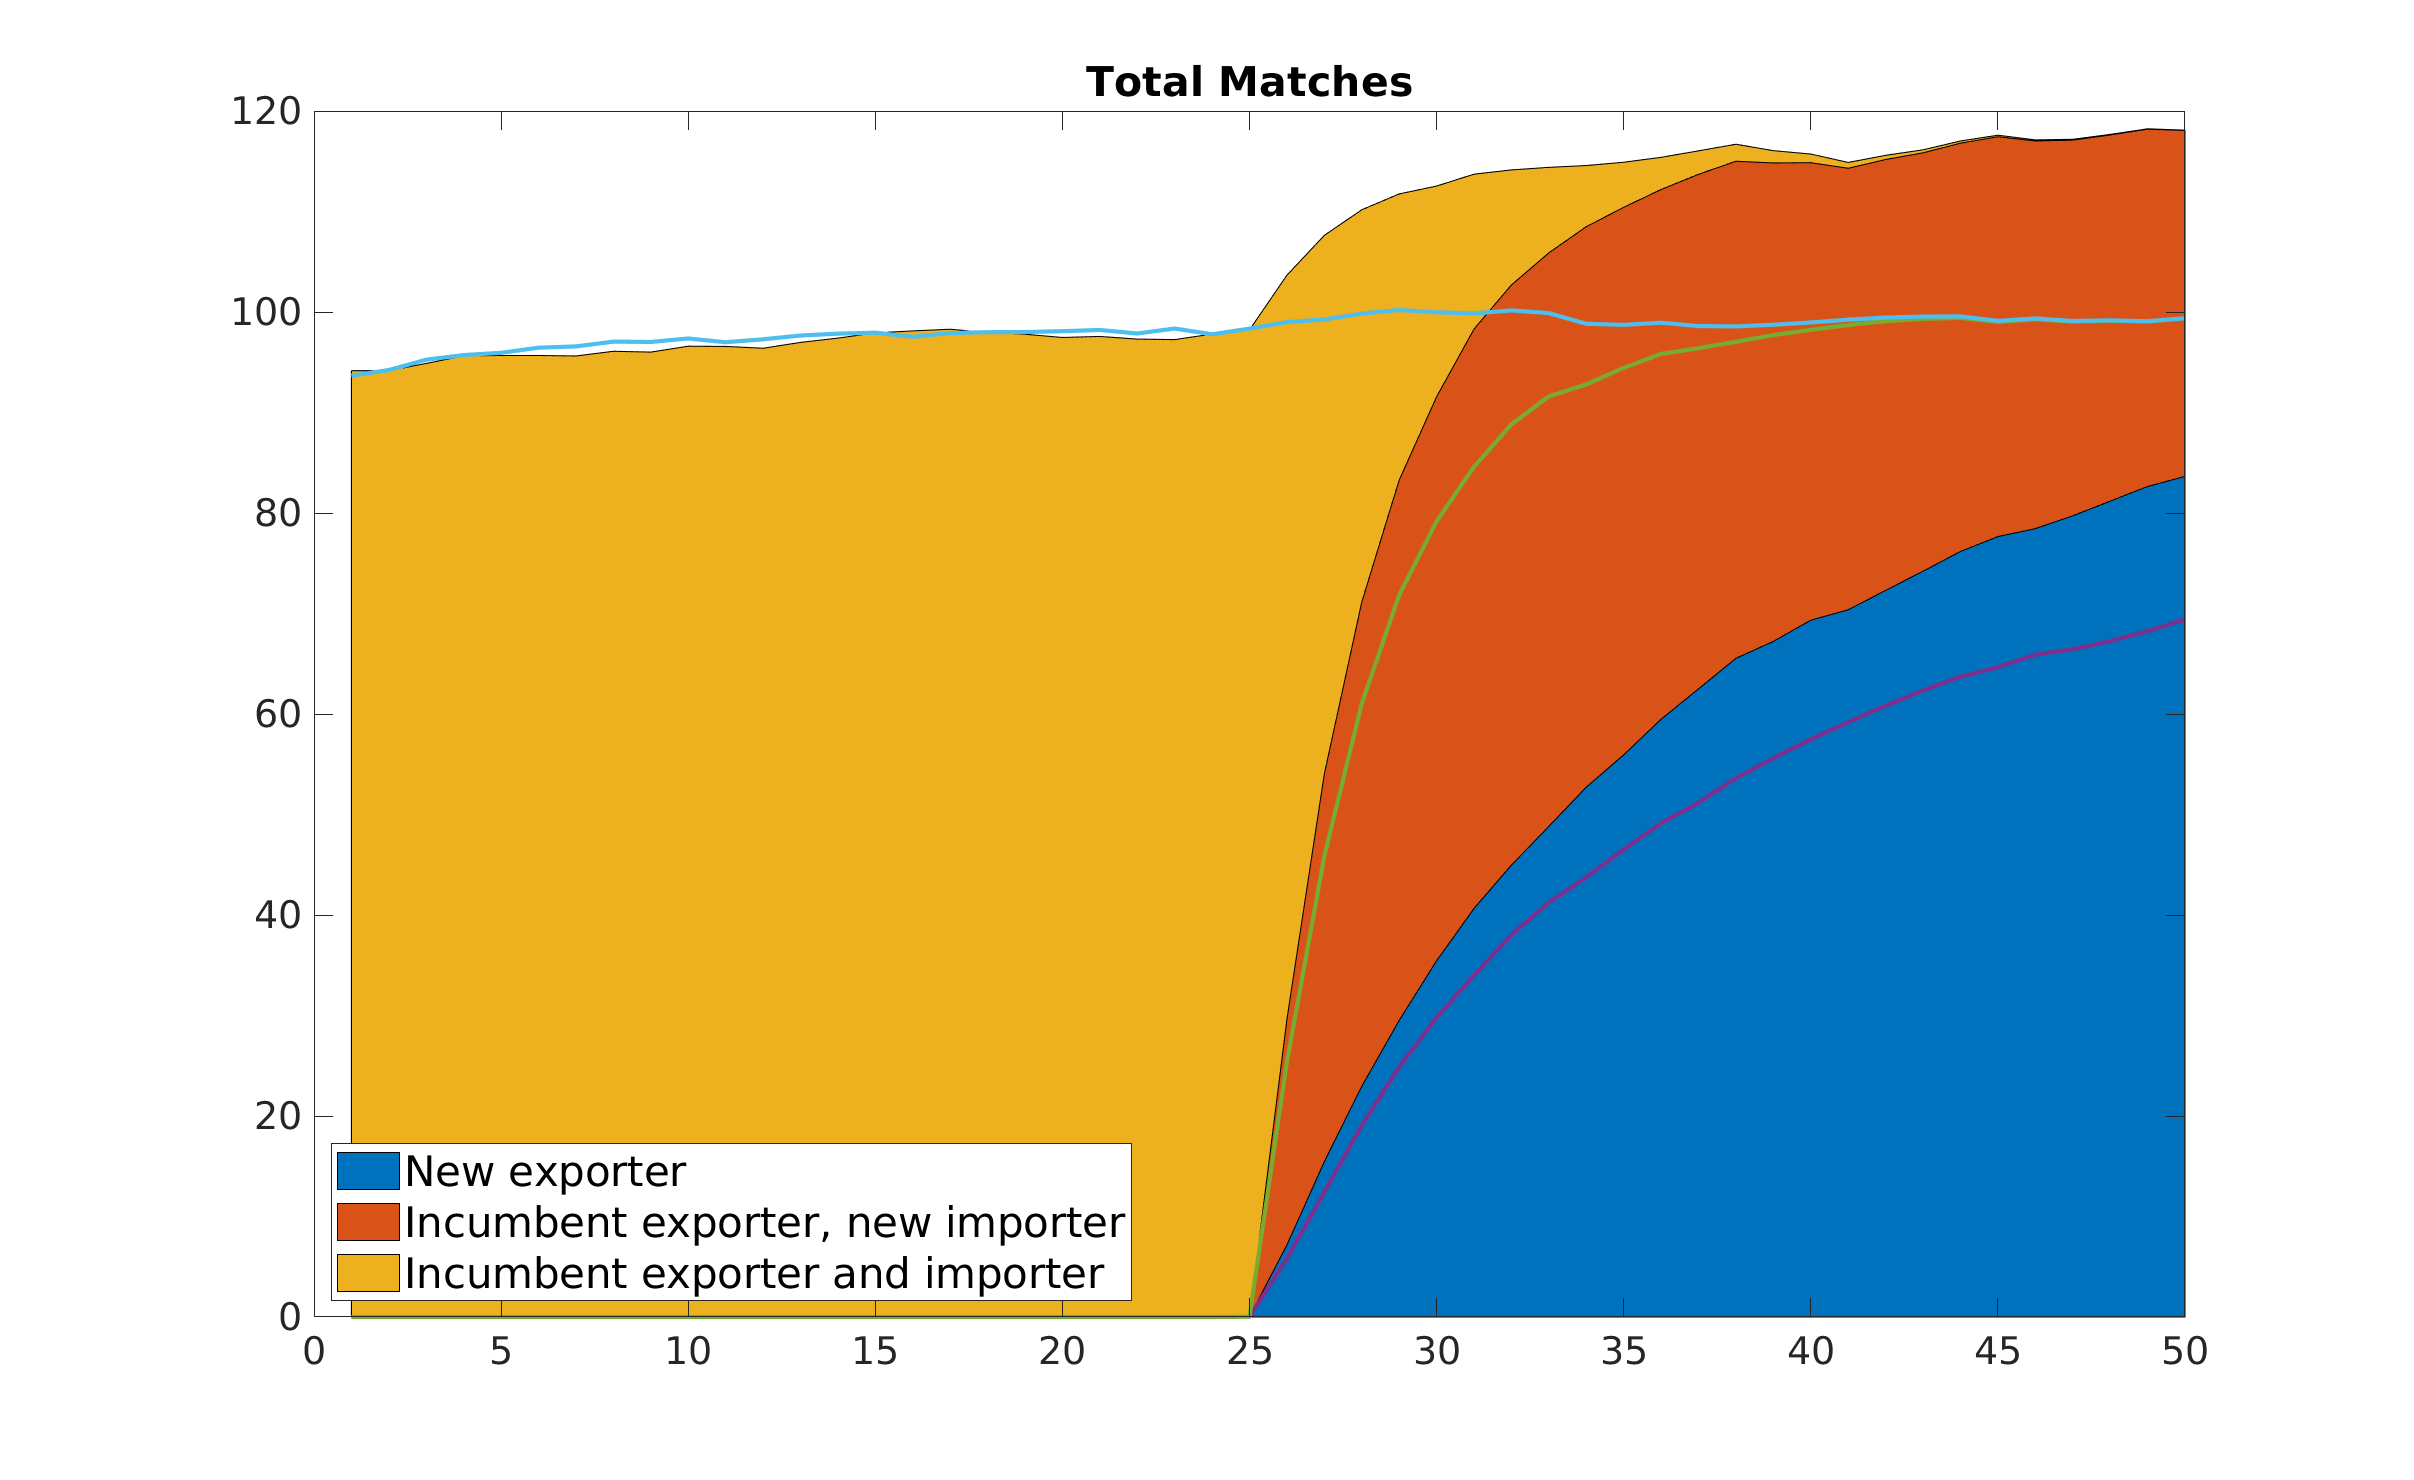 Total Matches
120
100
80
60
40
20
0
New exporter
Incumbent exporter, new importer
Incumbent exporter and importer
0 5 10 15 20 25 30 35 40 45 50